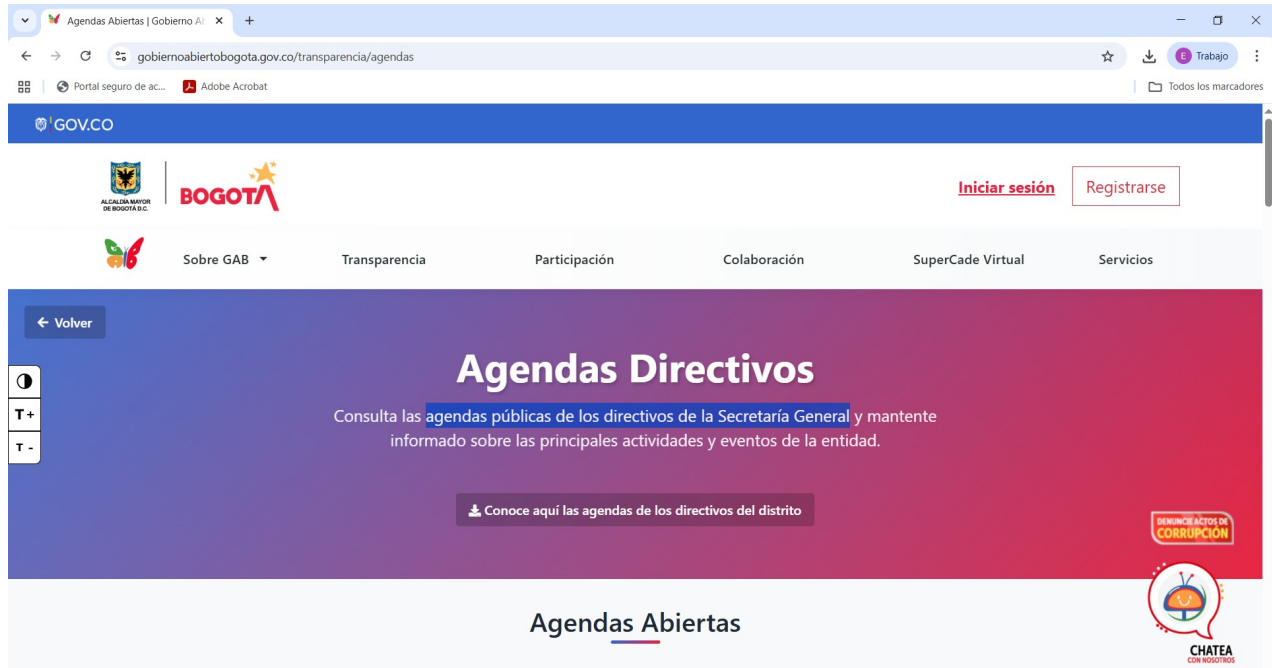 Agendas Abiertas | Gobierno Ab
gobiernoabiertobogota.gov.co/transparencia/agendas
Trabajo
E
Portal seguro de ac...
Adobe Acrobat
Todos los marcadores
GOV.CO
ALCALDÍA MAYOR
DE BOGOTÁ D.C.
BOGOTÁ
Iniciar sesión
Registrarse
Sobre GAB
Transparencia
Participación
Colaboración
SuperCade Virtual
Servicios
Volver
T+
T -
Agendas Directivos
Consulta las agendas públicas de los directivos de la Secretaría General y mantente
informado sobre las principales actividades y eventos de la entidad.
Conoce aquí las agendas de los directivos del distrito
DENUNCIE ACTOS DE
CORRUPCIÓN
Agendas Abiertas
CHATEA
CON NOSOTROS